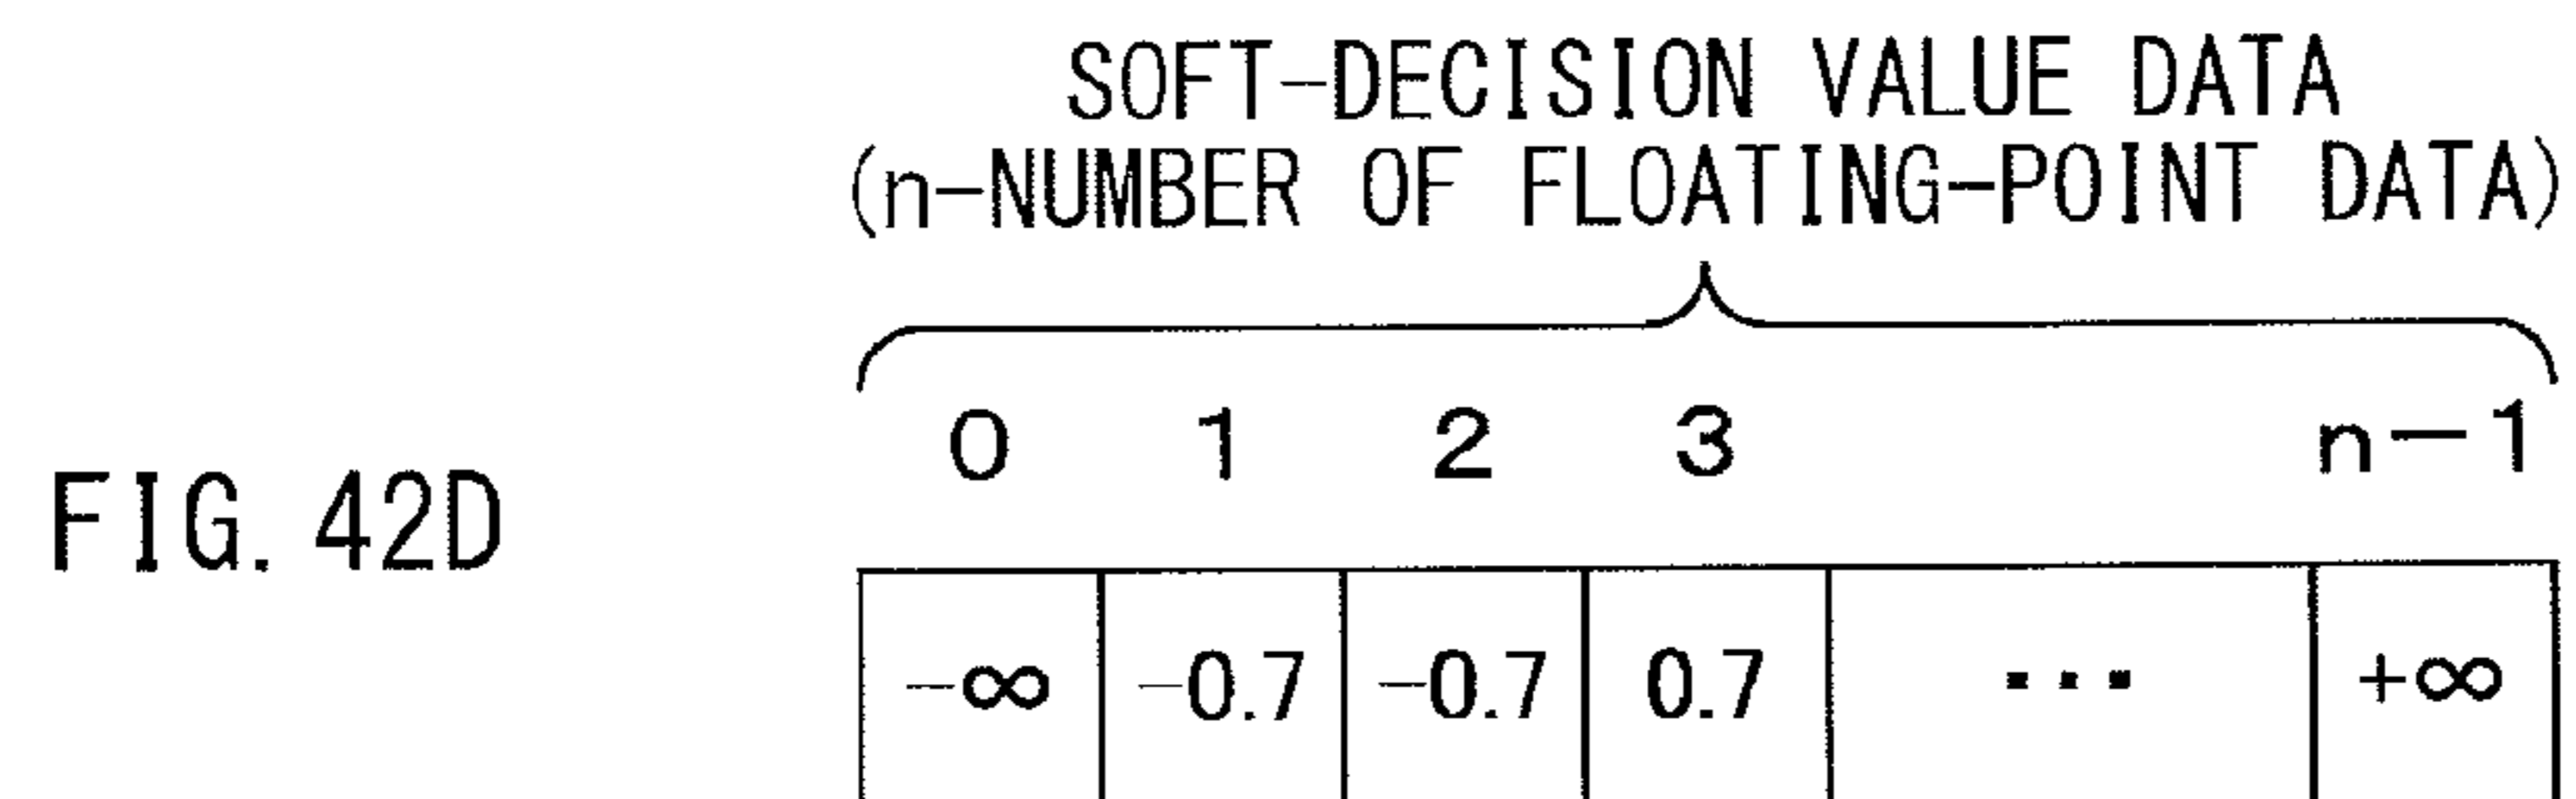 SOFT-DECISION VALUE DATA
(n-NUMBER OF FLOATING-POINT DATA)
0 1 2 3 n-1
FIG. 42D
-∞ -0.7 -0.7 0.7 ... +∞